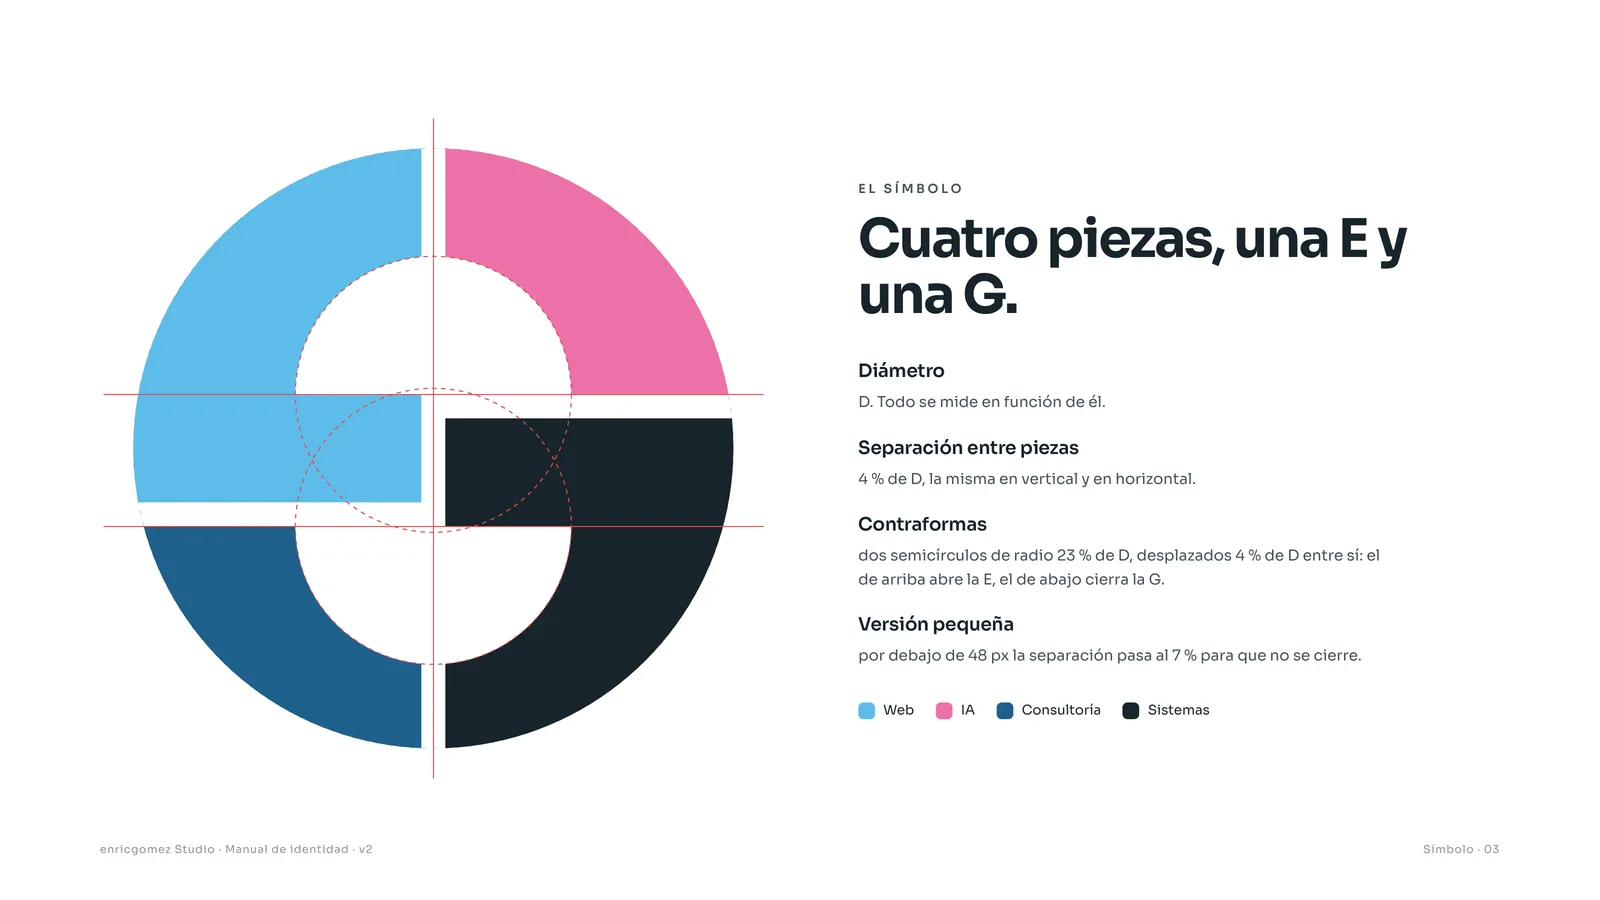 EL SÍMBOLO
Cuatro piezas, una E y
una G.
Diámetro
D. Todo se mide en función de él.
Separación entre piezas
4 % de D, la misma en vertical y en horizontal.
Contraformas
dos semicírculos de radio 23 % de D, desplazados 4 % de D entre sí: el
de arriba abre la E, el de abajo cierra la G.
Versión pequeña
por debajo de 48 px la separación pasa al 7 % para que no se cierre.
Web IA Consultoría Sistemas
enricgomez Studio · Manual de identidad · v2
Símbolo · 03